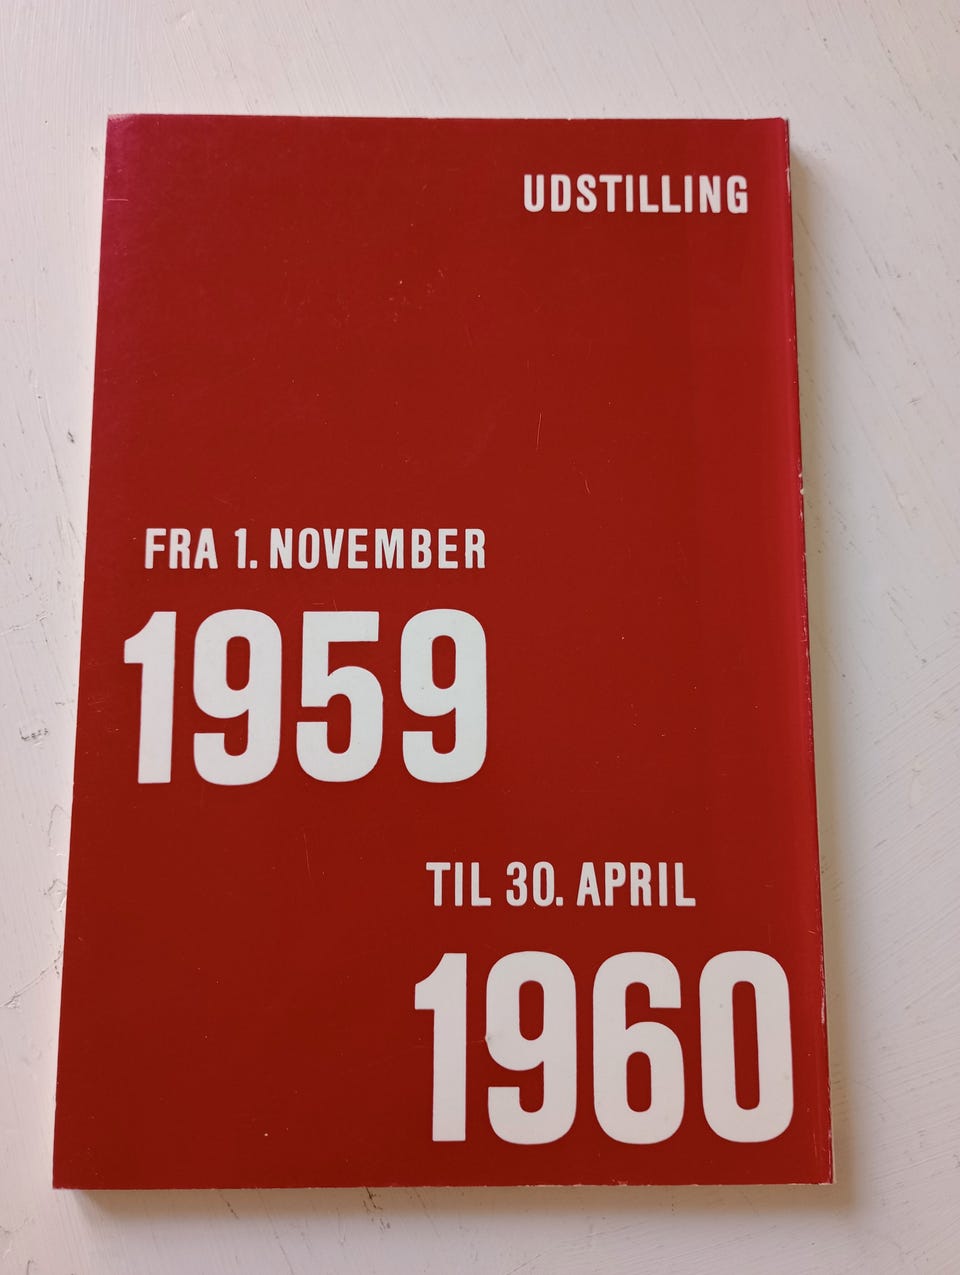 UDSTILLING
FRA 1. NOVEMBER
1959
TIL 30. APRIL
1960